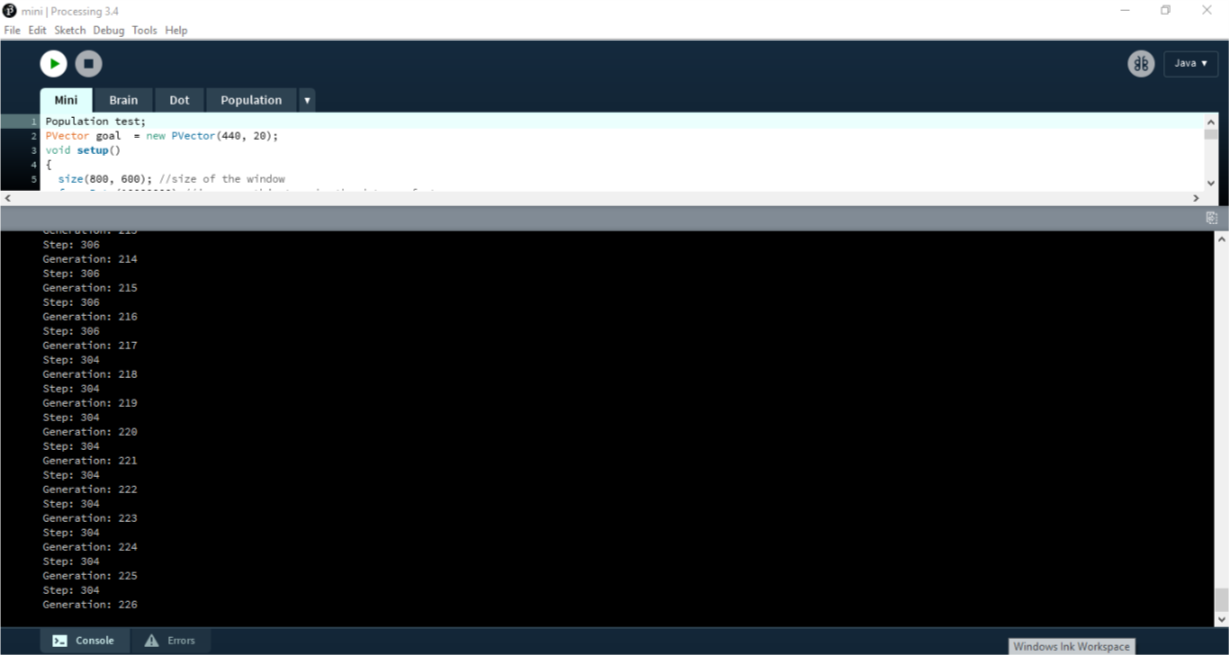 mini | Processing 3.4
File Edit Sketch Debug Tools Help
Java ▼
Mini Brain Dot Population ▼
1 Population test;
2 PVector goal  = new PVector(440, 20);
3 void setup()
4 {
5   size(800, 600); //size of the window
Generation: 213
Step: 306
Generation: 214
Step: 306
Generation: 215
Step: 306
Generation: 216
Step: 306
Generation: 217
Step: 304
Generation: 218
Step: 304
Generation: 219
Step: 304
Generation: 220
Step: 304
Generation: 221
Step: 304
Generation: 222
Step: 304
Generation: 223
Step: 304
Generation: 224
Step: 304
Generation: 225
Step: 304
Generation: 226
Console Errors
Windows Ink Workspace